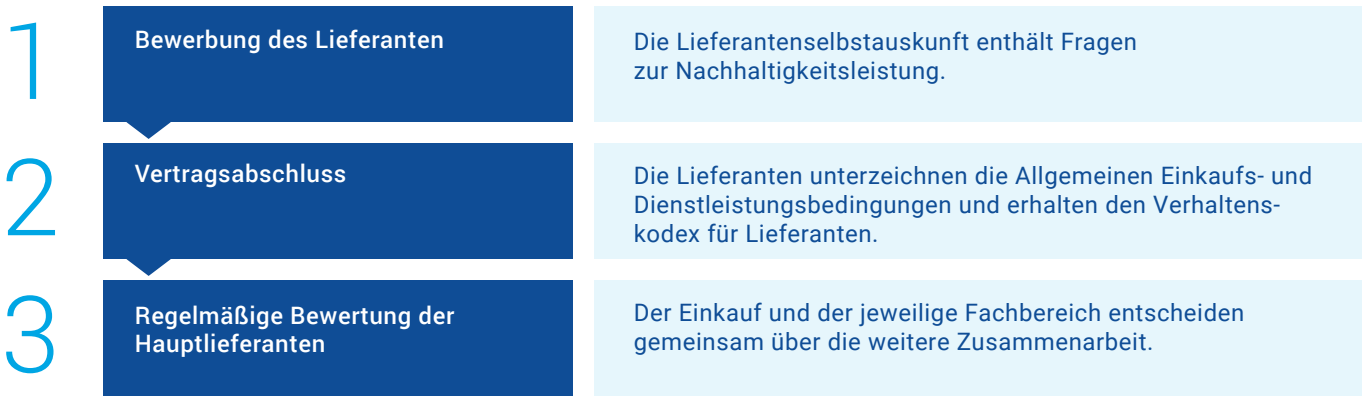 1
Bewerbung des Lieferanten
Die Lieferantenselbstauskunft enthält Fragen
zur Nachhaltigkeitsleistung.
2
Vertragsabschluss
Die Lieferanten unterzeichnen die Allgemeinen Einkaufs- und
Dienstleistungsbedingungen und erhalten den Verhaltens-
kodex für Lieferanten.
3
Regelmäßige Bewertung der
Hauptlieferanten
Der Einkauf und der jeweilige Fachbereich entscheiden
gemeinsam über die weitere Zusammenarbeit.